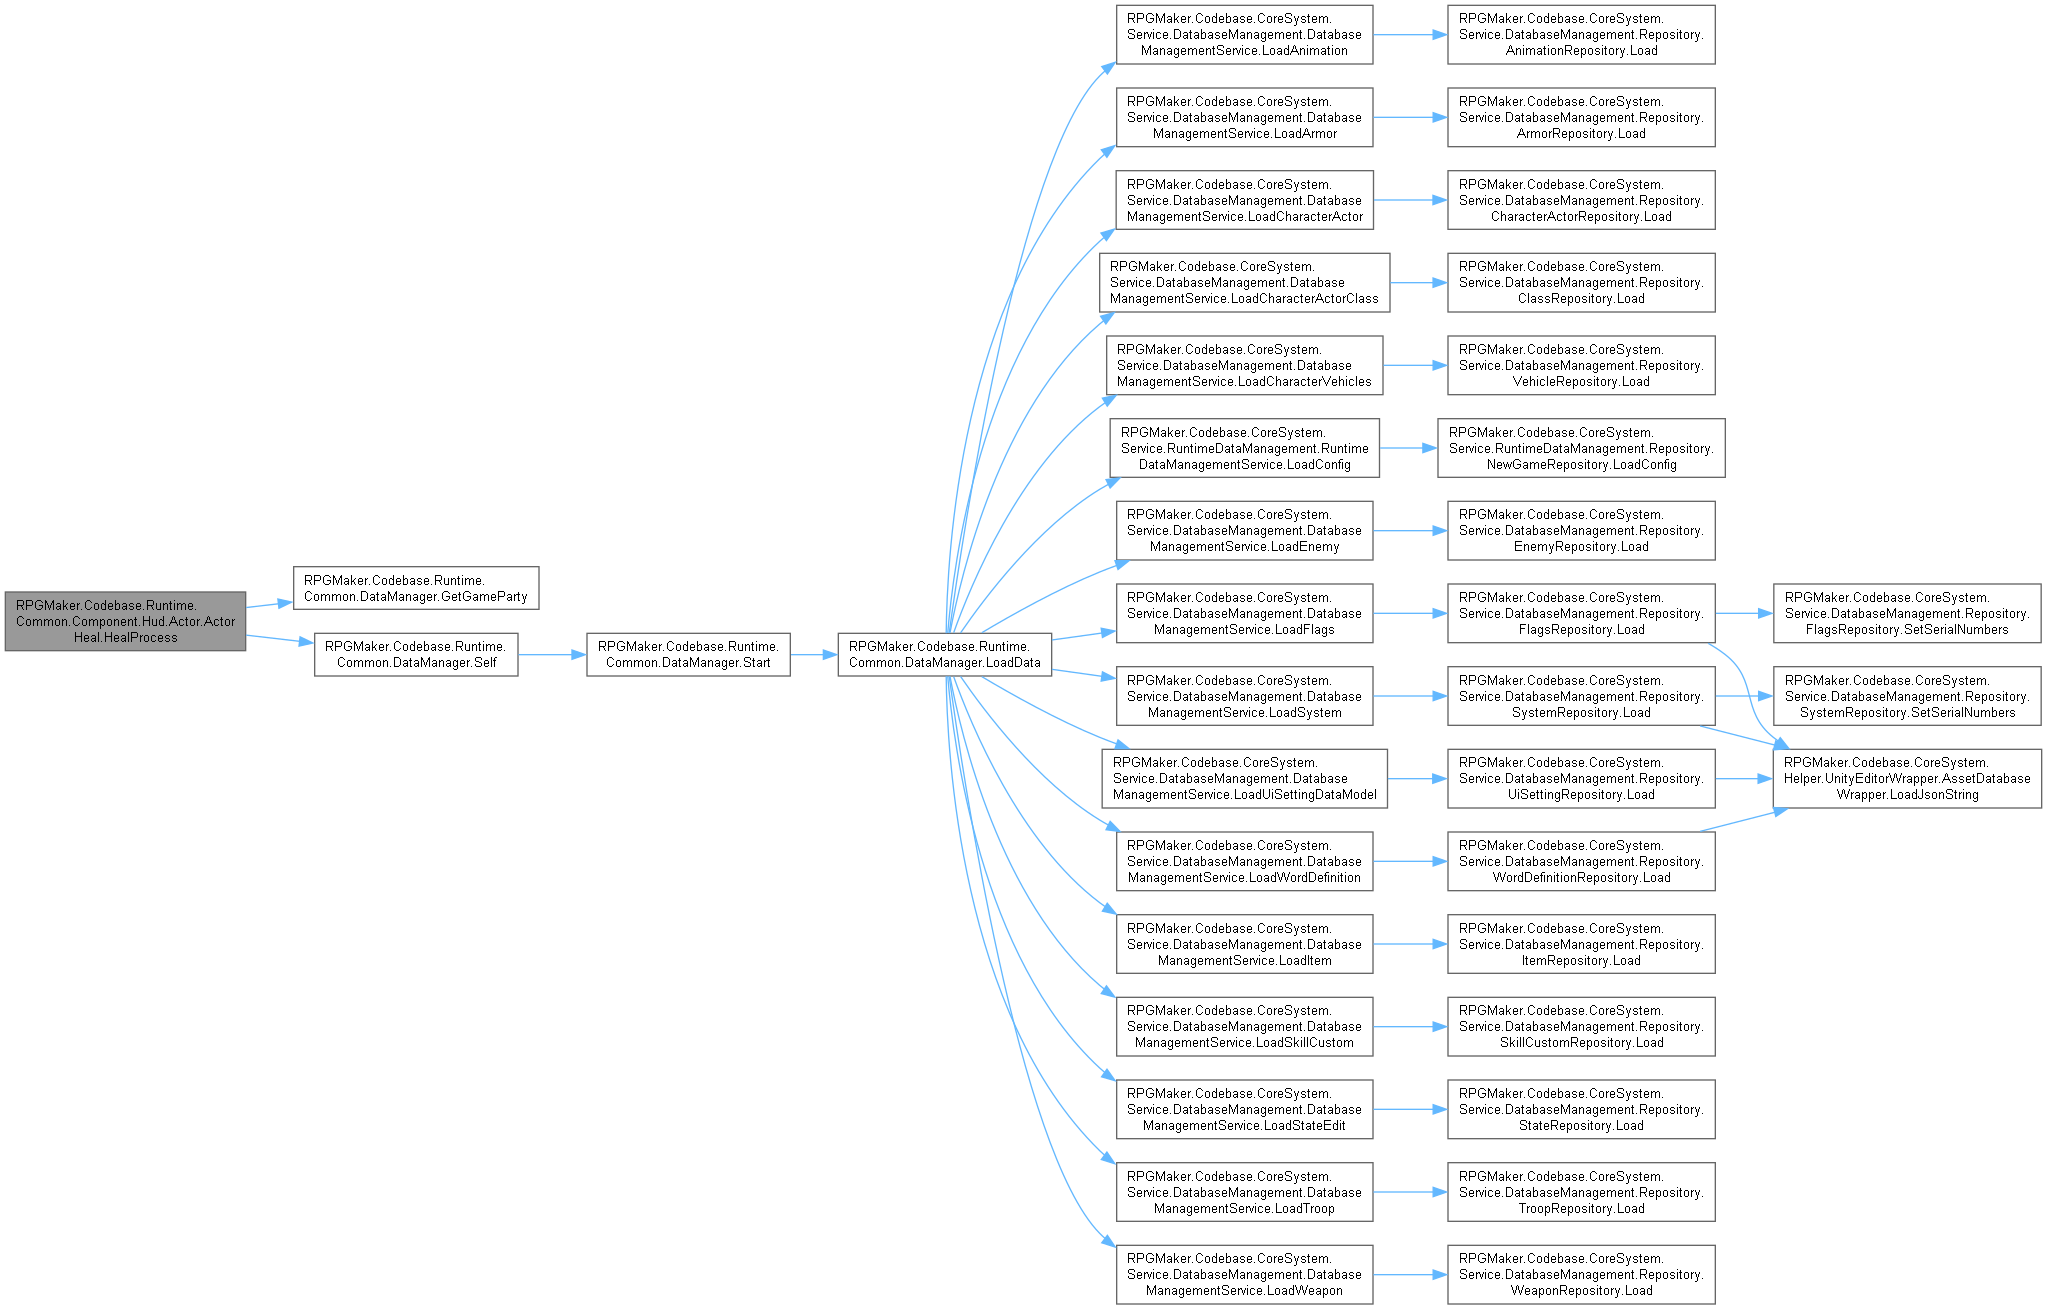 RPGMaker.Codebase.Runtime.
Common.Component.Hud.Actor.Actor
Heal.HealProcess
RPGMaker.Codebase.Runtime.
Common.DataManager.GetGameParty
RPGMaker.Codebase.Runtime.
Common.DataManager.Self
RPGMaker.Codebase.Runtime.
Common.DataManager.Start
RPGMaker.Codebase.Runtime.
Common.DataManager.LoadData
RPGMaker.Codebase.CoreSystem.
Service.DatabaseManagement.Database
ManagementService.LoadAnimation
RPGMaker.Codebase.CoreSystem.
Service.DatabaseManagement.Repository.
AnimationRepository.Load
RPGMaker.Codebase.CoreSystem.
Service.DatabaseManagement.Database
ManagementService.LoadArmor
RPGMaker.Codebase.CoreSystem.
Service.DatabaseManagement.Repository.
ArmorRepository.Load
RPGMaker.Codebase.CoreSystem.
Service.DatabaseManagement.Database
ManagementService.LoadCharacterActor
RPGMaker.Codebase.CoreSystem.
Service.DatabaseManagement.Repository.
CharacterActorRepository.Load
RPGMaker.Codebase.CoreSystem.
Service.DatabaseManagement.Database
ManagementService.LoadCharacterActorClass
RPGMaker.Codebase.CoreSystem.
Service.DatabaseManagement.Repository.
ClassRepository.Load
RPGMaker.Codebase.CoreSystem.
Service.DatabaseManagement.Database
ManagementService.LoadCharacterVehicles
RPGMaker.Codebase.CoreSystem.
Service.DatabaseManagement.Repository.
VehicleRepository.Load
RPGMaker.Codebase.CoreSystem.
Service.RuntimeDataManagement.Runtime
DataManagementService.LoadConfig
RPGMaker.Codebase.CoreSystem.
Service.RuntimeDataManagement.Repository.
NewGameRepository.LoadConfig
RPGMaker.Codebase.CoreSystem.
Service.DatabaseManagement.Database
ManagementService.LoadEnemy
RPGMaker.Codebase.CoreSystem.
Service.DatabaseManagement.Repository.
EnemyRepository.Load
RPGMaker.Codebase.CoreSystem.
Service.DatabaseManagement.Database
ManagementService.LoadFlags
RPGMaker.Codebase.CoreSystem.
Service.DatabaseManagement.Repository.
FlagsRepository.Load
RPGMaker.Codebase.CoreSystem.
Service.DatabaseManagement.Repository.
FlagsRepository.SetSerialNumbers
RPGMaker.Codebase.CoreSystem.
Service.DatabaseManagement.Database
ManagementService.LoadSystem
RPGMaker.Codebase.CoreSystem.
Service.DatabaseManagement.Repository.
SystemRepository.Load
RPGMaker.Codebase.CoreSystem.
Service.DatabaseManagement.Repository.
SystemRepository.SetSerialNumbers
RPGMaker.Codebase.CoreSystem.
Service.DatabaseManagement.Database
ManagementService.LoadUiSettingDataModel
RPGMaker.Codebase.CoreSystem.
Service.DatabaseManagement.Repository.
UiSettingRepository.Load
RPGMaker.Codebase.CoreSystem.
Helper.UnityEditorWrapper.AssetDatabase
Wrapper.LoadJsonString
RPGMaker.Codebase.CoreSystem.
Service.DatabaseManagement.Database
ManagementService.LoadWordDefinition
RPGMaker.Codebase.CoreSystem.
Service.DatabaseManagement.Repository.
WordDefinitionRepository.Load
RPGMaker.Codebase.CoreSystem.
Service.DatabaseManagement.Database
ManagementService.LoadItem
RPGMaker.Codebase.CoreSystem.
Service.DatabaseManagement.Repository.
ItemRepository.Load
RPGMaker.Codebase.CoreSystem.
Service.DatabaseManagement.Database
ManagementService.LoadSkillCustom
RPGMaker.Codebase.CoreSystem.
Service.DatabaseManagement.Repository.
SkillCustomRepository.Load
RPGMaker.Codebase.CoreSystem.
Service.DatabaseManagement.Database
ManagementService.LoadStateEdit
RPGMaker.Codebase.CoreSystem.
Service.DatabaseManagement.Repository.
StateRepository.Load
RPGMaker.Codebase.CoreSystem.
Service.DatabaseManagement.Database
ManagementService.LoadTroop
RPGMaker.Codebase.CoreSystem.
Service.DatabaseManagement.Repository.
TroopRepository.Load
RPGMaker.Codebase.CoreSystem.
Service.DatabaseManagement.Database
ManagementService.LoadWeapon
RPGMaker.Codebase.CoreSystem.
Service.DatabaseManagement.Repository.
WeaponRepository.Load